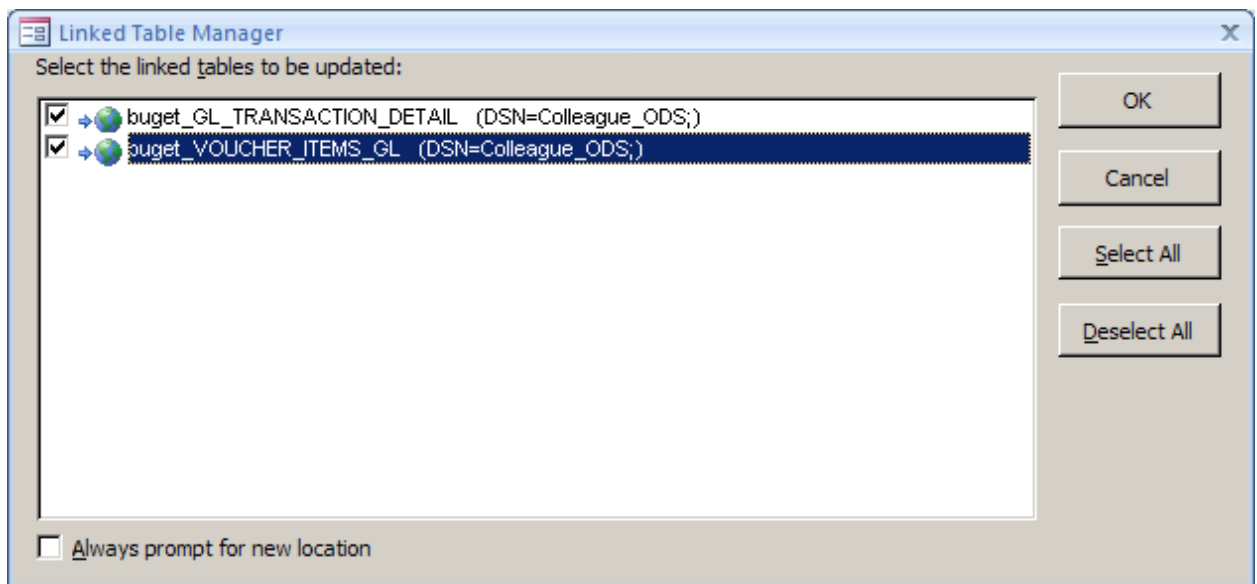 Linked Table Manager
Select the linked tables to be updated:
buget_GL_TRANSACTION_DETAIL (DSN=Colleague_ODS;)
buget_VOUCHER_ITEMS_GL (DSN=Colleague_ODS;)
OK
Cancel
Select All
Deselect All
Always prompt for new location